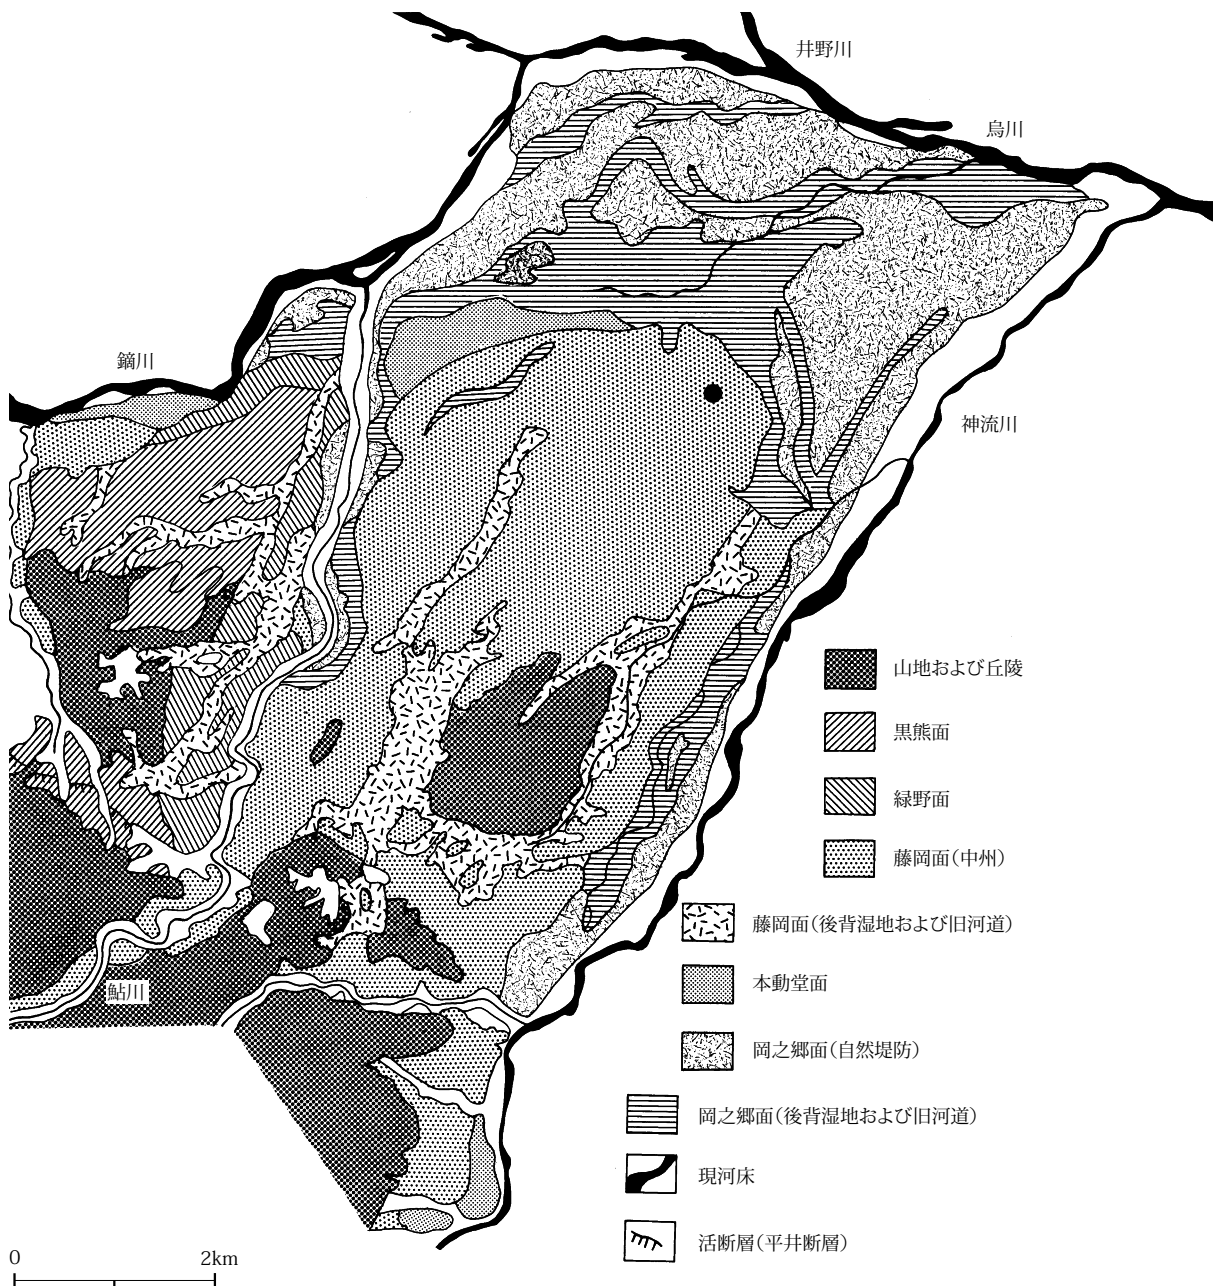 井野川
烏川
鏑川
神流川
山地および丘陵
黒熊面
緑野面
藤岡面（中州）
藤岡面（後背湿地および旧河道）
本動堂面
鮎川
岡之郷面（自然堤防）
岡之郷面（後背湿地および旧河道）
現河床
活断層（平井断層）
0 2km